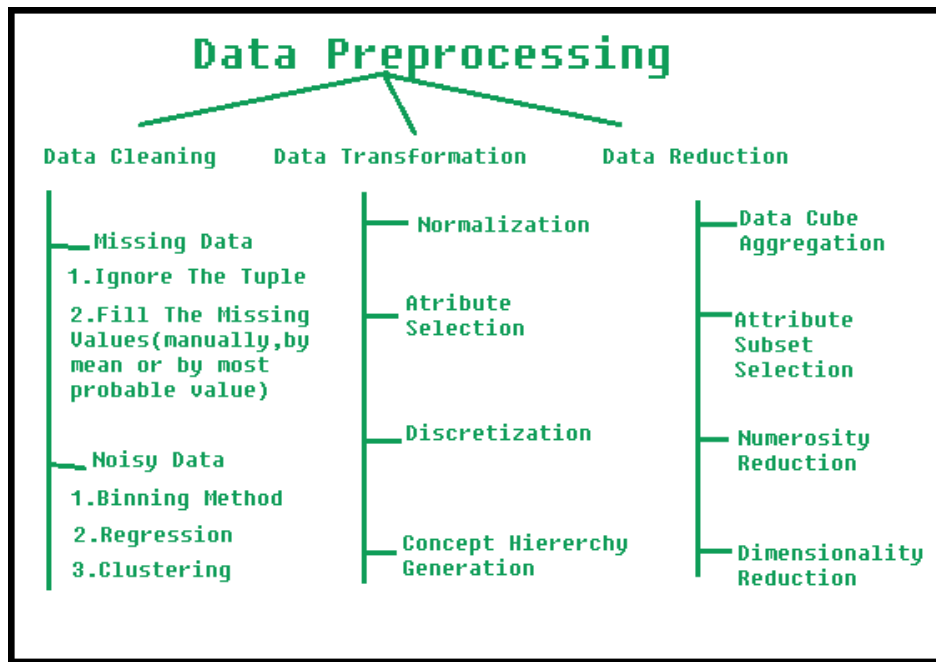 Data Preprocessing
Data Cleaning
Missing Data
1.Ignore The Tuple
2.Fill The Missing
Values(manually,by
mean or by most
probable value)
Noisy Data
1.Binning Method
2.Regression
3.Clustering
Data Transformation
Normalization
Atribute
Selection
Discretization
Concept Hiererchy
Generation
Data Reduction
Data Cube
Aggregation
Attribute
Subset
Selection
Numerosity
Reduction
Dimensionality
Reduction